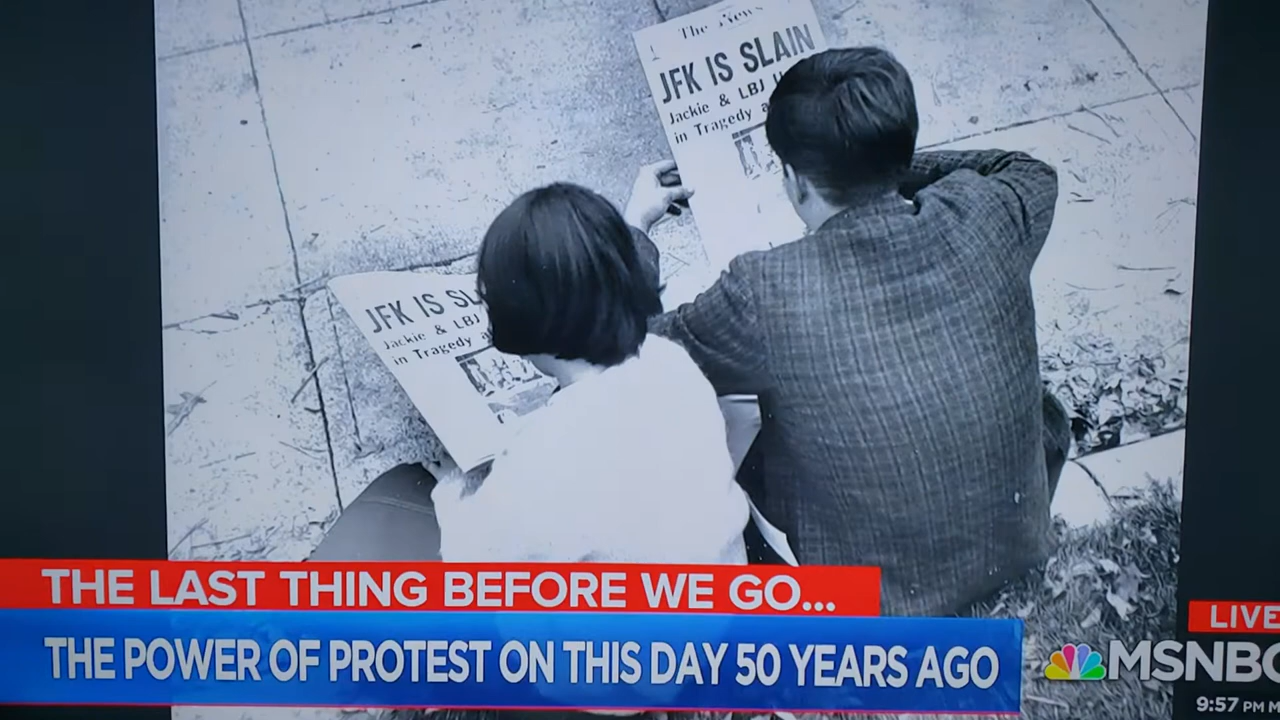 The News
JFK IS SLAIN
Jackie & LBJ
in Tragedy
JFK IS
Jackie & LBJ
in Tragedy
THE LAST THING BEFORE WE GO...
THE POWER OF PROTEST ON THIS DAY 50 YEARS AGO
LIVE
MSNBC
9:57 PM